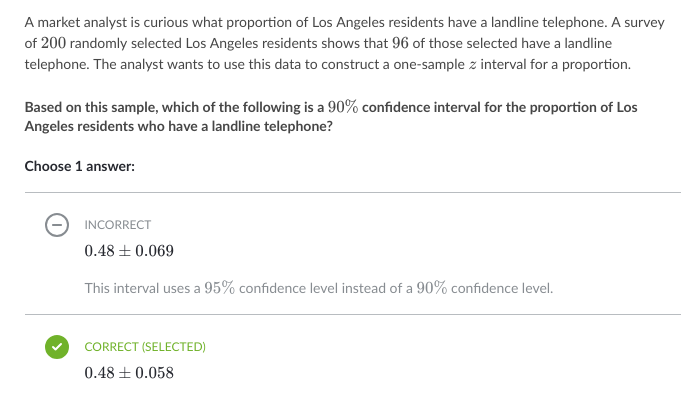 A market analyst is curious what proportion of Los Angeles residents have a landline telephone. A survey
of 200 randomly selected Los Angeles residents shows that 96 of those selected have a landline
telephone. The analyst wants to use this data to construct a one-sample z interval for a proportion.
Based on this sample, which of the following is a 90% confidence interval for the proportion of Los
Angeles residents who have a landline telephone?
Choose 1 answer:
INCORRECT
0.48 ± 0.069
This interval uses a 95% confidence level instead of a 90% confidence level.
CORRECT (SELECTED)
0.48 ± 0.058